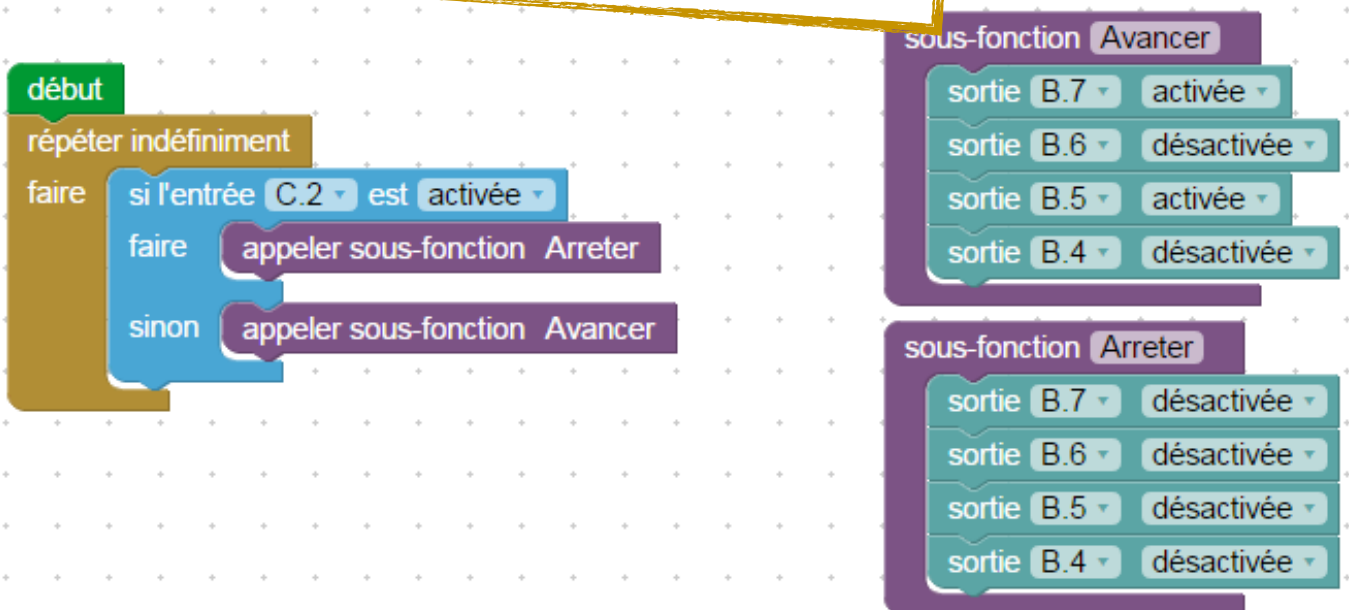 début
répéter indéfiniment
faire
si l'entrée C.2 est activée
faire
appeler sous-fonction Arreter
sinon
appeler sous-fonction Avancer
sous-fonction Avancer
sortie B.7 activée
sortie B.6 désactivée
sortie B.5 activée
sortie B.4 désactivée
sous-fonction Arreter
sortie B.7 désactivée
sortie B.6 désactivée
sortie B.5 désactivée
sortie B.4 désactivée